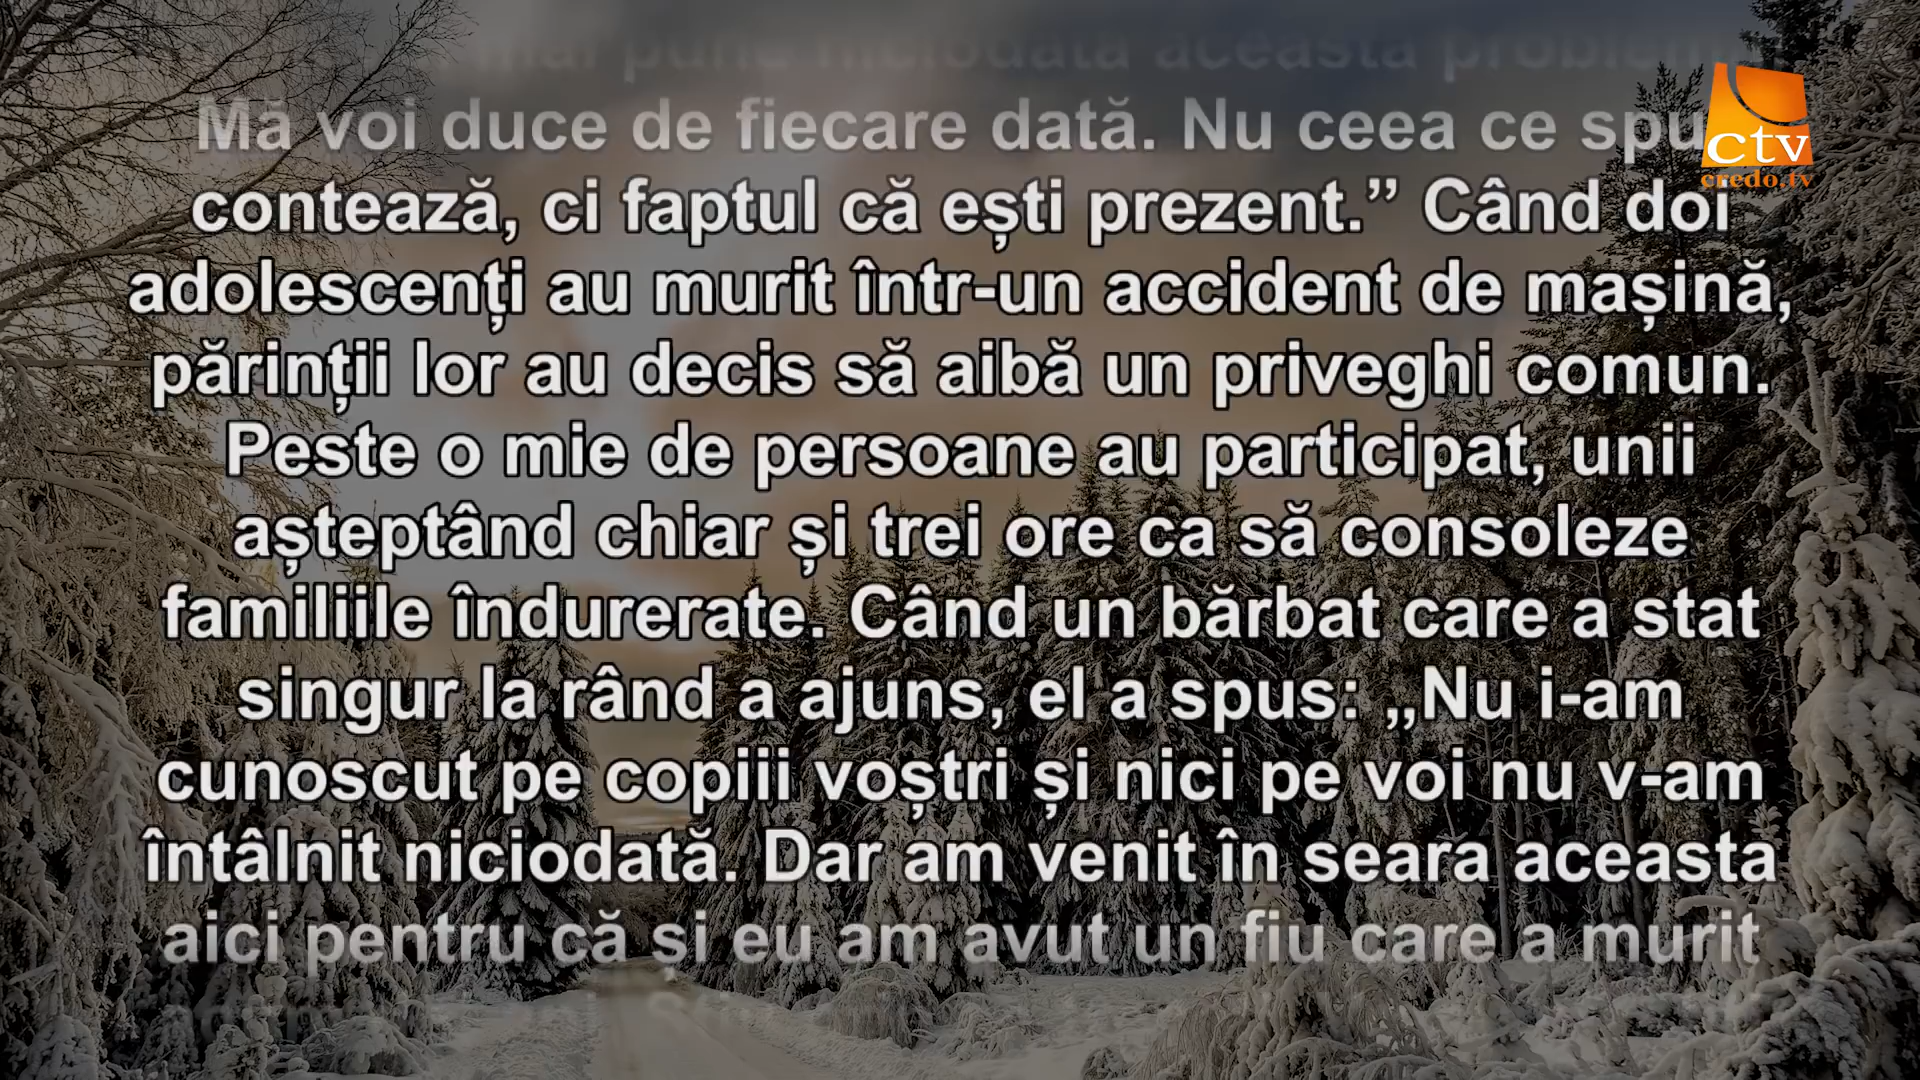 mai pune niciodată această
Mă voi duce de fiecare dată. Nu ceea ce spui
contează, ci faptul că ești prezent.” Când doi
adolescenți au murit într-un accident de mașină,
părinții lor au decis să aibă un priveghi comun.
Peste o mie de persoane au participat, unii
așteptând chiar și trei ore ca să consoleze
familiile îndurerate. Când un bărbat care a stat
singur la rând a ajuns, el a spus: „Nu i-am
cunoscut pe copiii voștri și nici pe voi nu v-am
întâlnit niciodată. Dar am venit în seara aceasta
aici pentru că și eu am avut un fiu care a murit
ctv
credo.tv